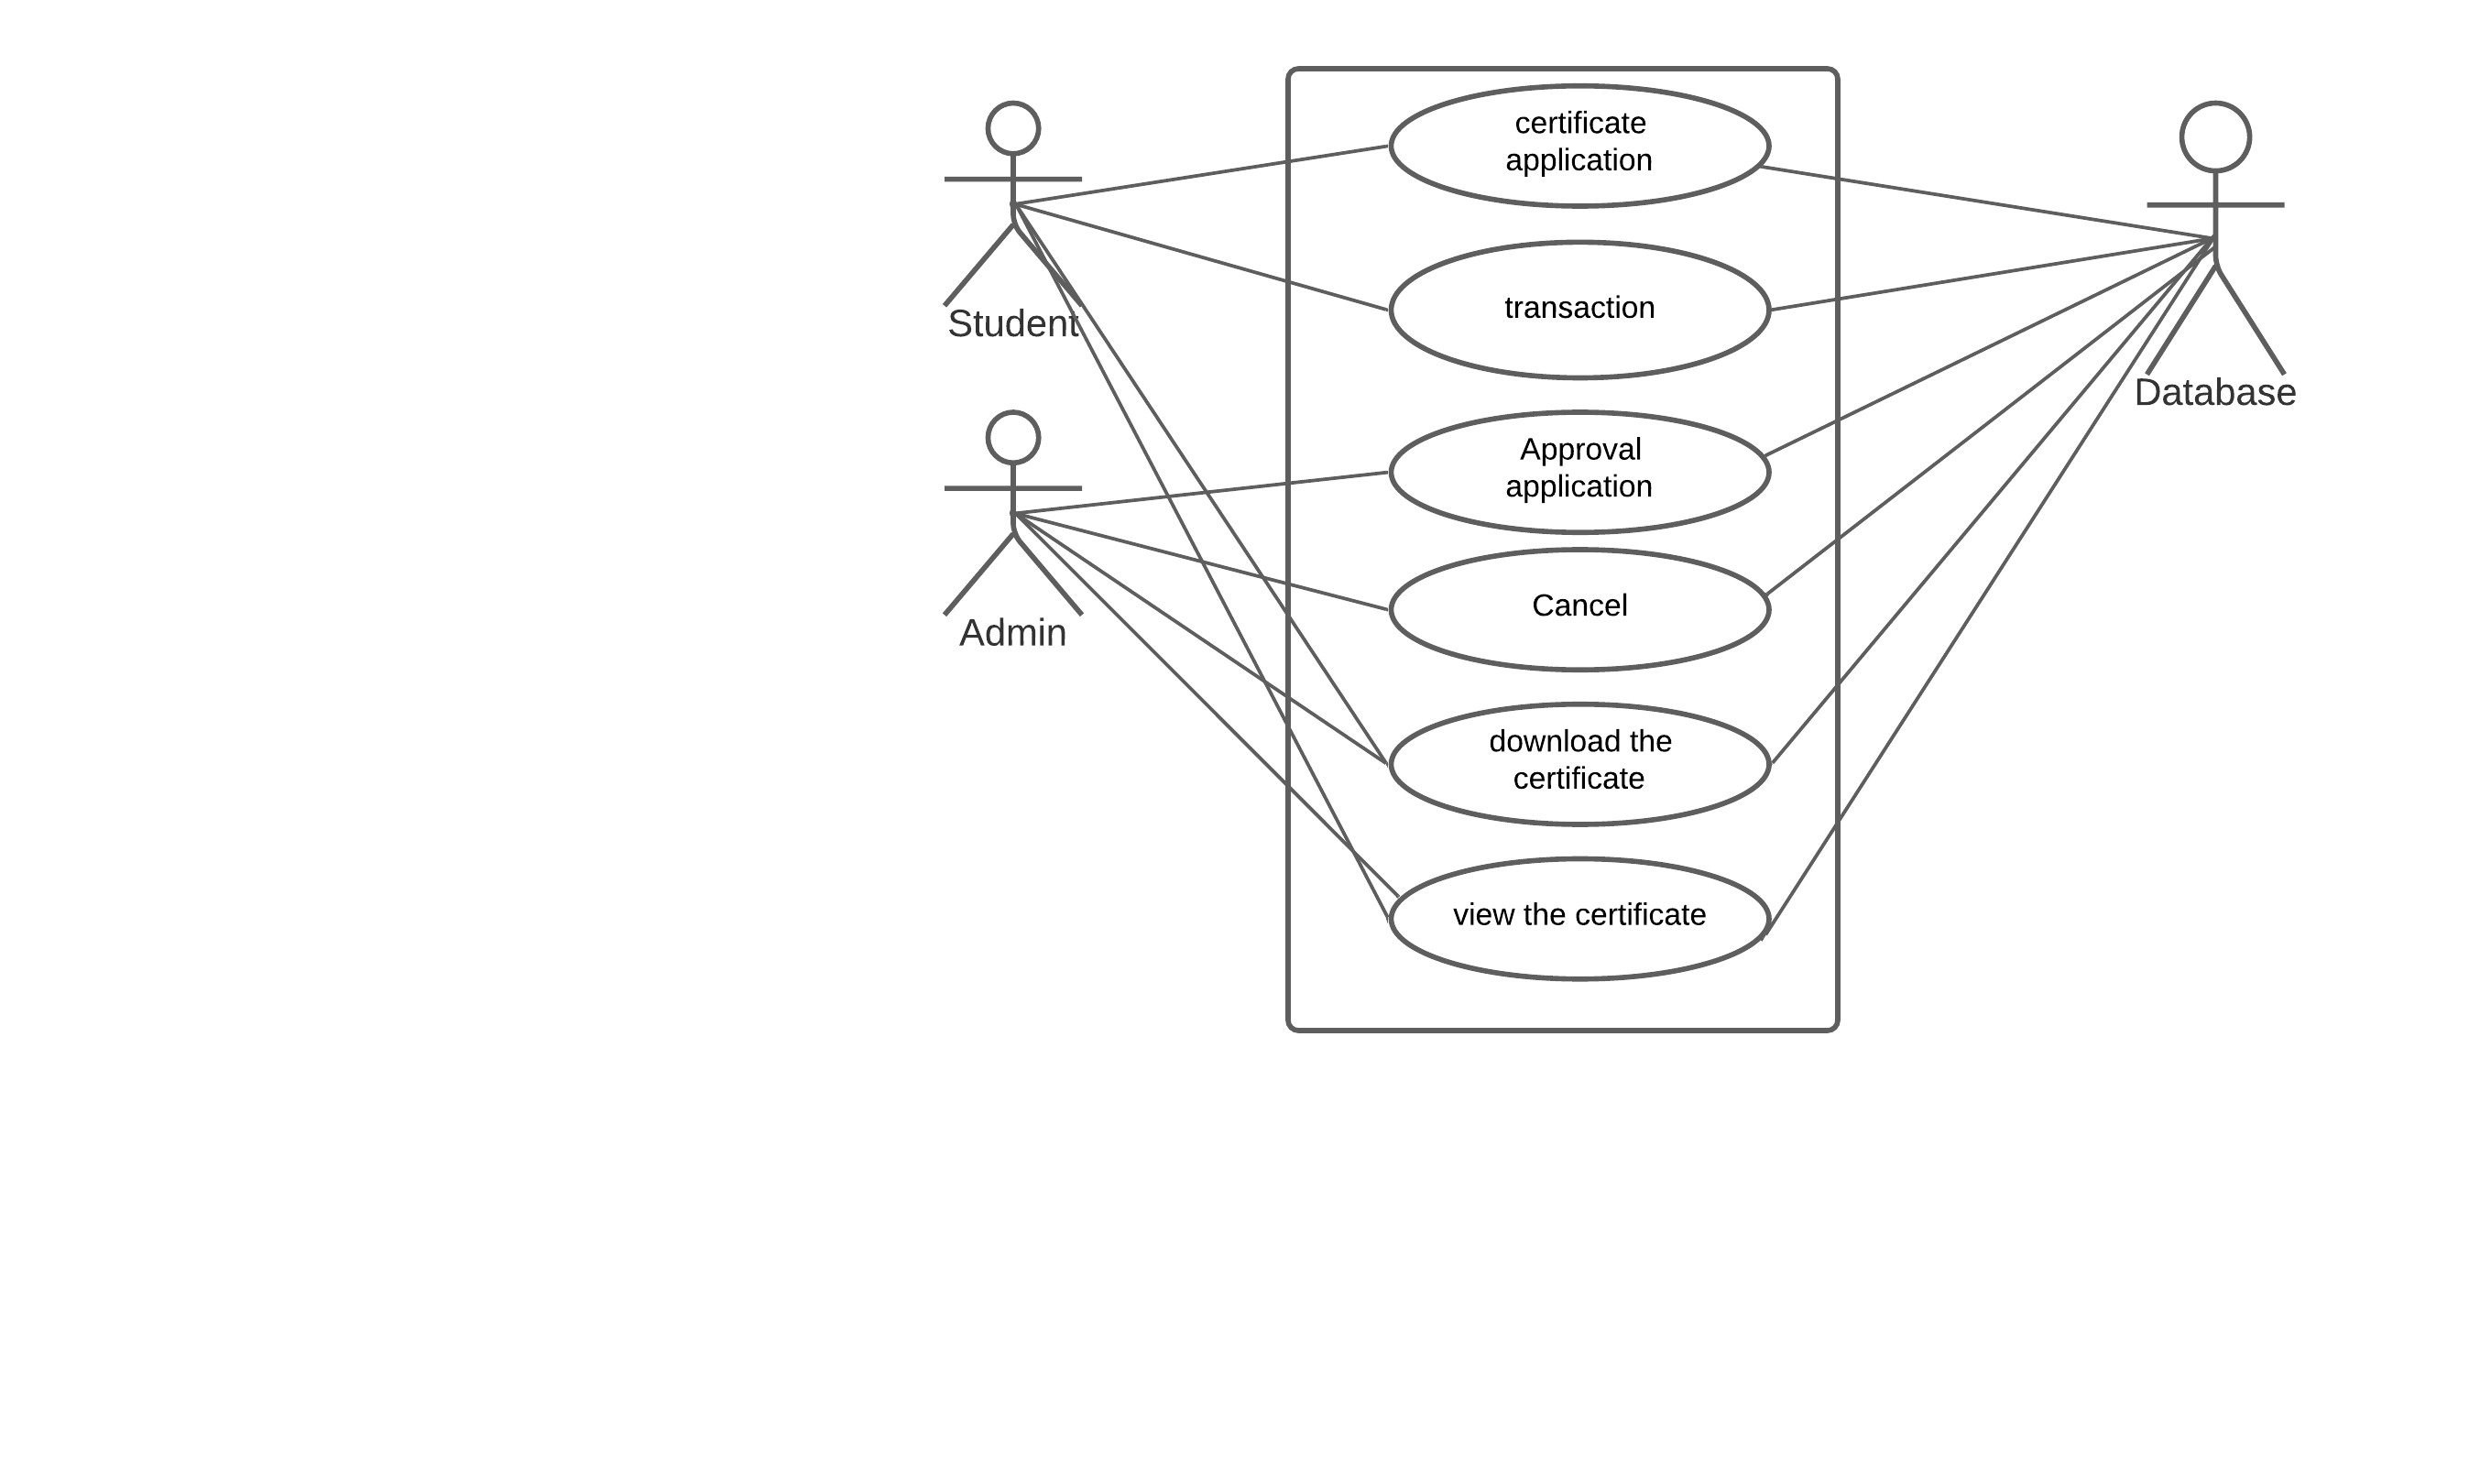 certificate
application
Student
transaction
Database
Approval
application
Admin
Cancel
download the
certificate
view the certificate